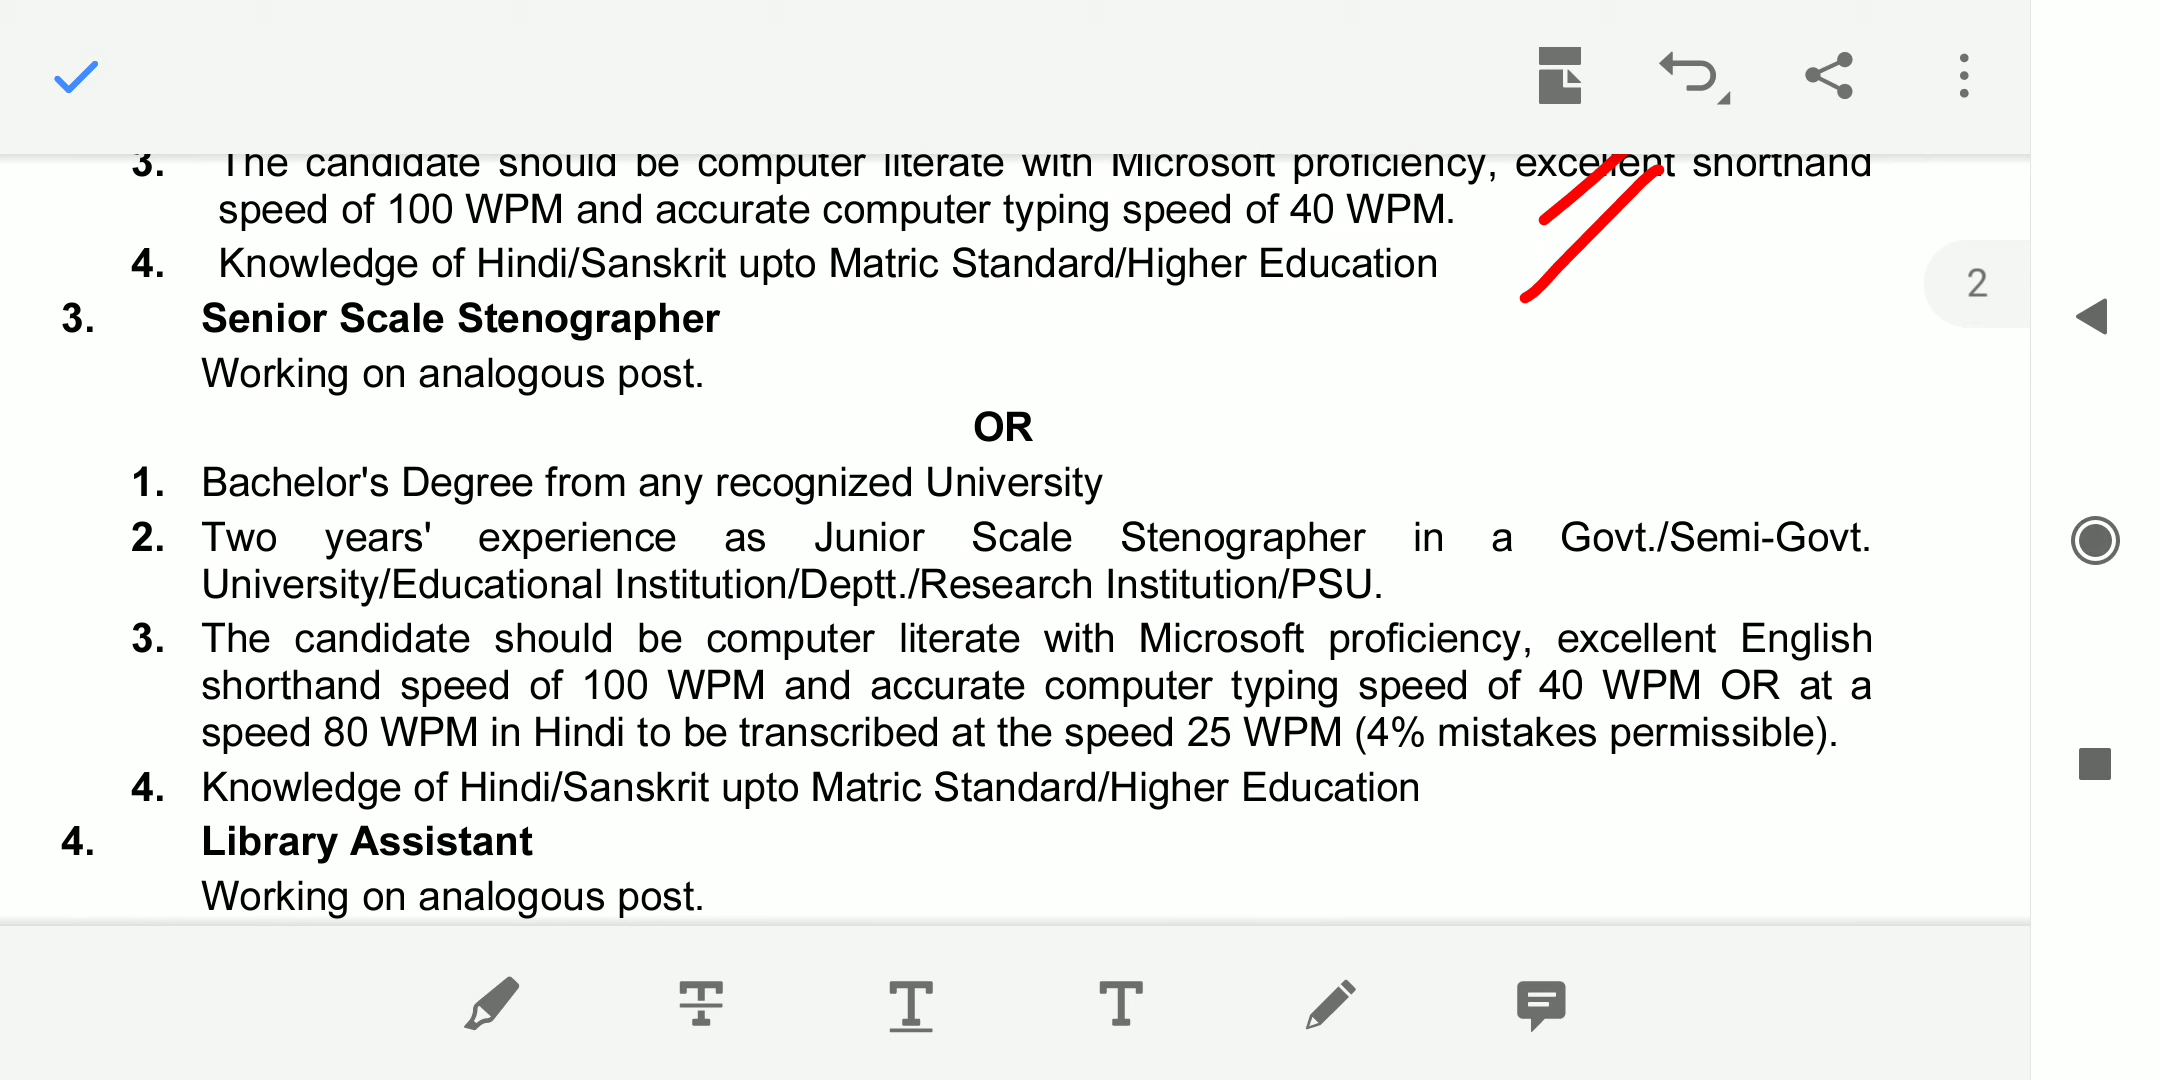 3. The candidate should be computer literate with Microsoft proficiency, excellent shorthand
speed of 100 WPM and accurate computer typing speed of 40 WPM.
4. Knowledge of Hindi/Sanskrit upto Matric Standard/Higher Education
2
3. Senior Scale Stenographer
Working on analogous post.
OR
1. Bachelor's Degree from any recognized University
2. Two years' experience as Junior Scale Stenographer in a Govt./Semi-Govt.
University/Educational Institution/Deptt./Research Institution/PSU.
3. The candidate should be computer literate with Microsoft proficiency, excellent English
shorthand speed of 100 WPM and accurate computer typing speed of 40 WPM OR at a
speed 80 WPM in Hindi to be transcribed at the speed 25 WPM (4% mistakes permissible).
4. Knowledge of Hindi/Sanskrit upto Matric Standard/Higher Education
4. Library Assistant
Working on analogous post.